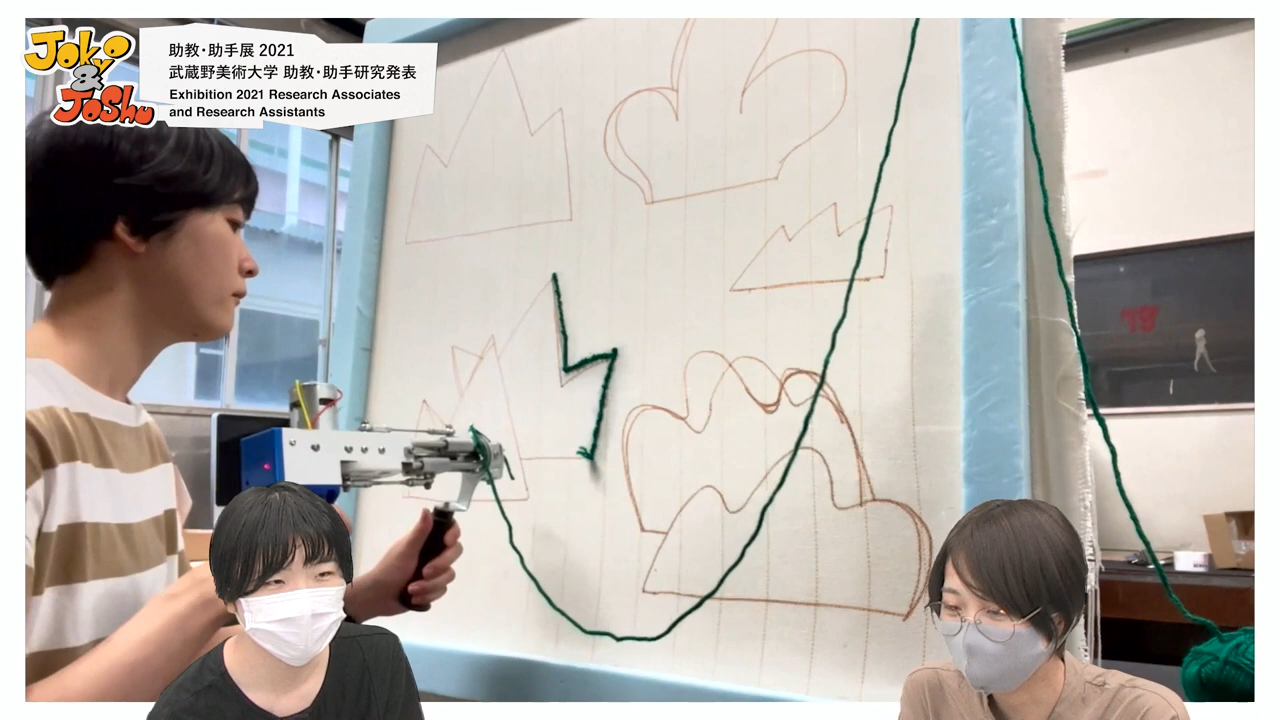 Joko
&
Joshu
助教・助手展 2021
武蔵野美術大学 助教・助手研究発表
Exhibition 2021 Research Associates
and Research Assistants